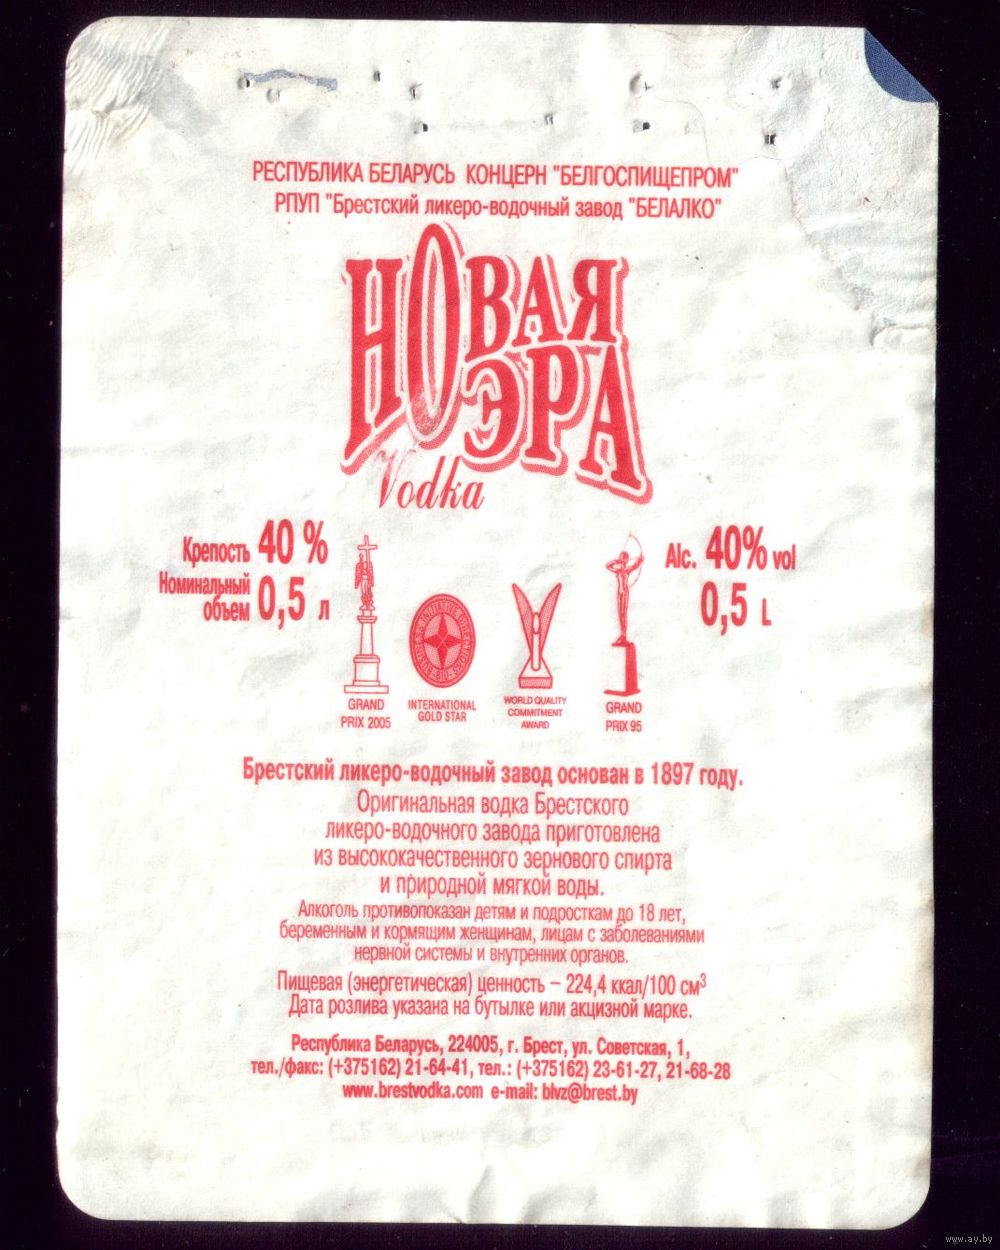 РЕСПУБЛИКА БЕЛАРУСЬ КОНЦЕРН "БЕЛГОСПИЩЕПРОМ"
РПУП "Брестский ликеро-водочный завод "БЕЛАЛКО"
НОВАЯ
ЭРА
Vodka
Крепость 40 %
Номинальный объем 0,5 л
Alc. 40% vol
0,5 L
GRAND
PRIX 2005
INTERNATIONAL
GOLD STAR
WORLD QUALITY
COMMITMENT
AWARD
GRAND
PRIX 95
Брестский ликеро-водочный завод основан в 1897 году.
Оригинальная водка Брестского
ликеро-водочного завода приготовлена
из высококачественного зернового спирта
и природной мягкой воды.
Алкоголь противопоказан детям и подросткам до 18 лет,
беременным и кормящим женщинам, лицам с заболеваниями
нервной системы и внутренних органов.
Пищевая (энергетическая) ценность – 224,4 ккал/100 см³
Дата розлива указана на бутылке или акцизной марке.
Республика Беларусь, 224005, г. Брест, ул. Советская, 1,
тел./факс: (+375162) 21-64-41, тел.: (+375162) 23-61-27, 21-68-28
www.brestvodka.com e-mail: blvz@brest.by
www.ay.by